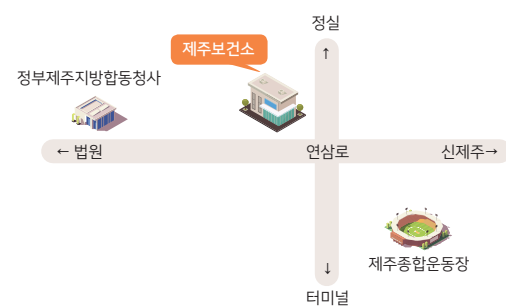 정실
↑
제주보건소
정부제주지방합동청사
← 법원
연삼로
신제주→
제주종합운동장
↓
터미널